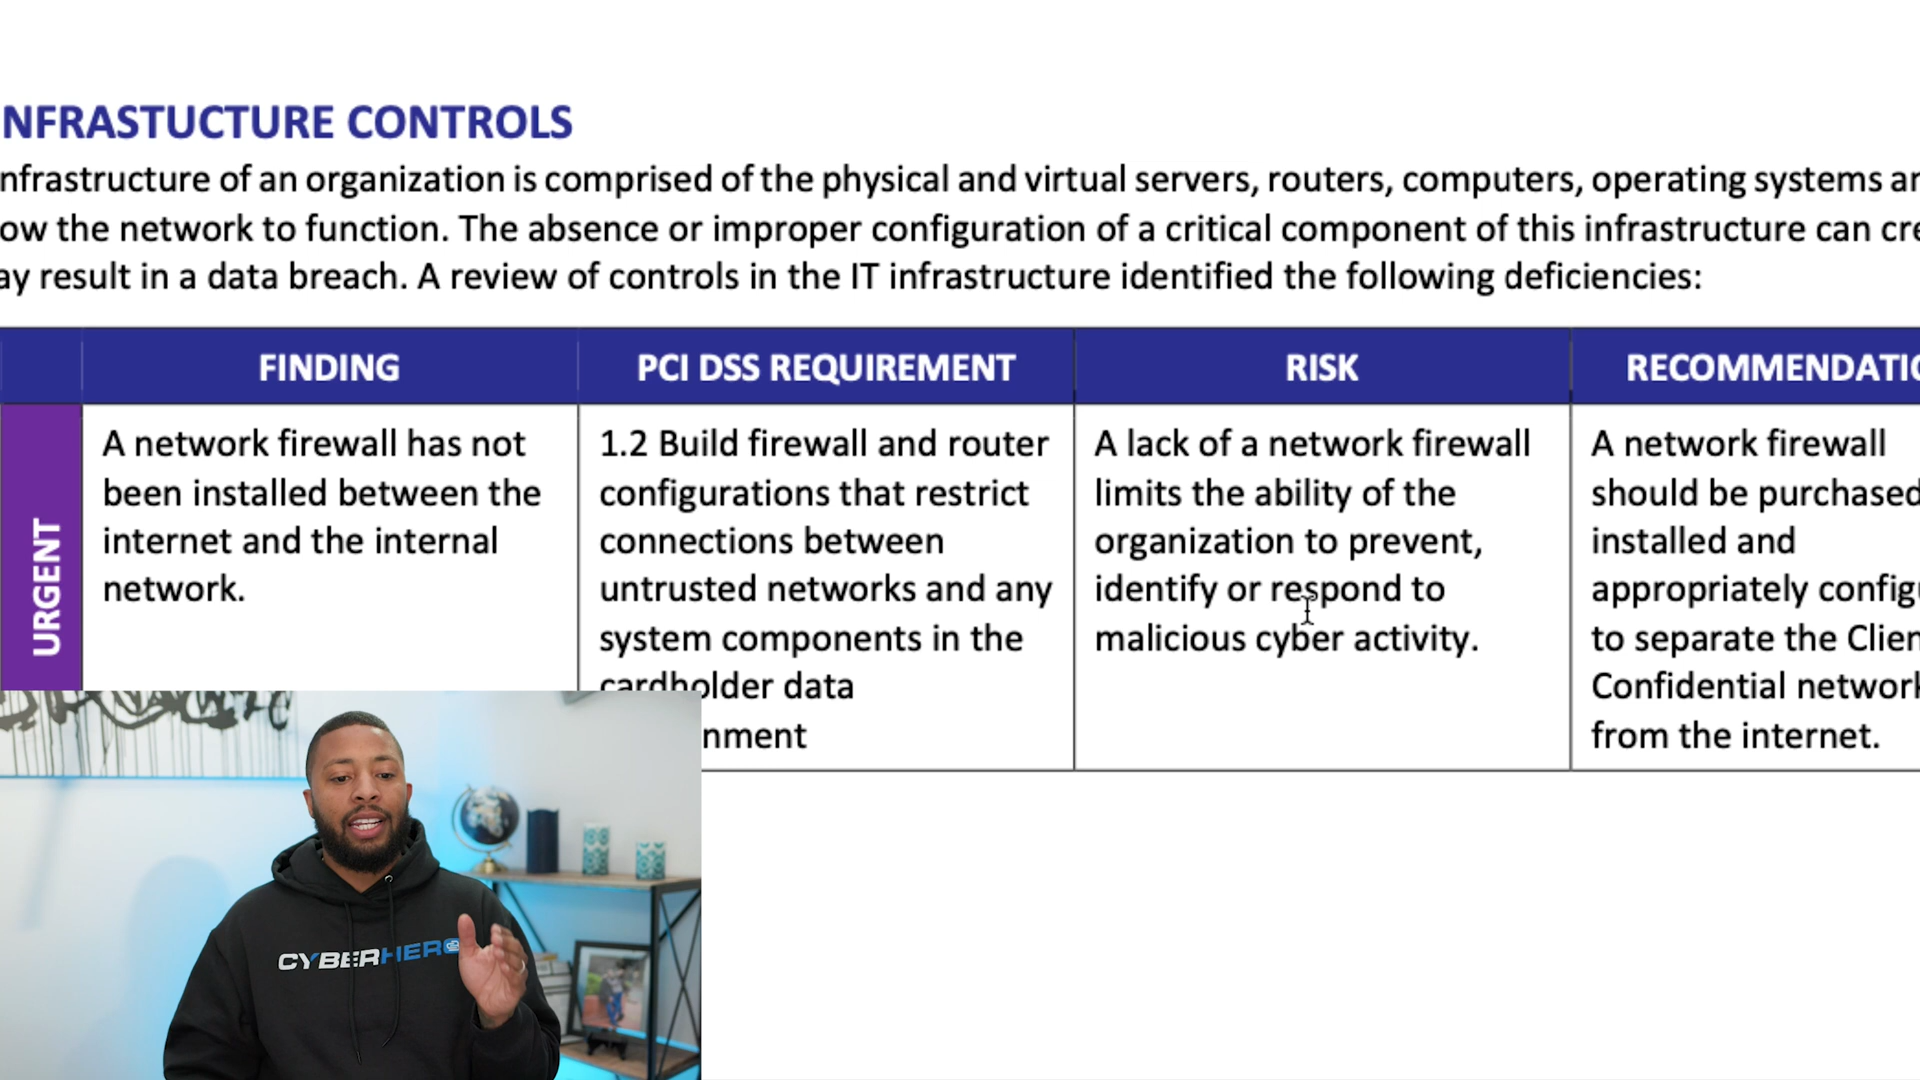 NFRASTUCTURE CONTROLS
nfrastructure of an organization is comprised of the physical and virtual servers, routers, computers, operating systems ar
ow the network to function. The absence or improper configuration of a critical component of this infrastructure can cre
ay result in a data breach. A review of controls in the IT infrastructure identified the following deficiencies:
FINDING
PCI DSS REQUIREMENT
RISK
RECOMMENDATIO
URGENT
A network firewall has not
been installed between the
internet and the internal
network.
1.2 Build firewall and router
configurations that restrict
connections between
untrusted networks and any
system components in the
cardholder data
nment
A lack of a network firewall
limits the ability of the
organization to prevent,
identify or respond to
malicious cyber activity.
A network firewall
should be purchased
installed and
appropriately configu
to separate the Clien
Confidential network
from the internet.
CYBERHERO